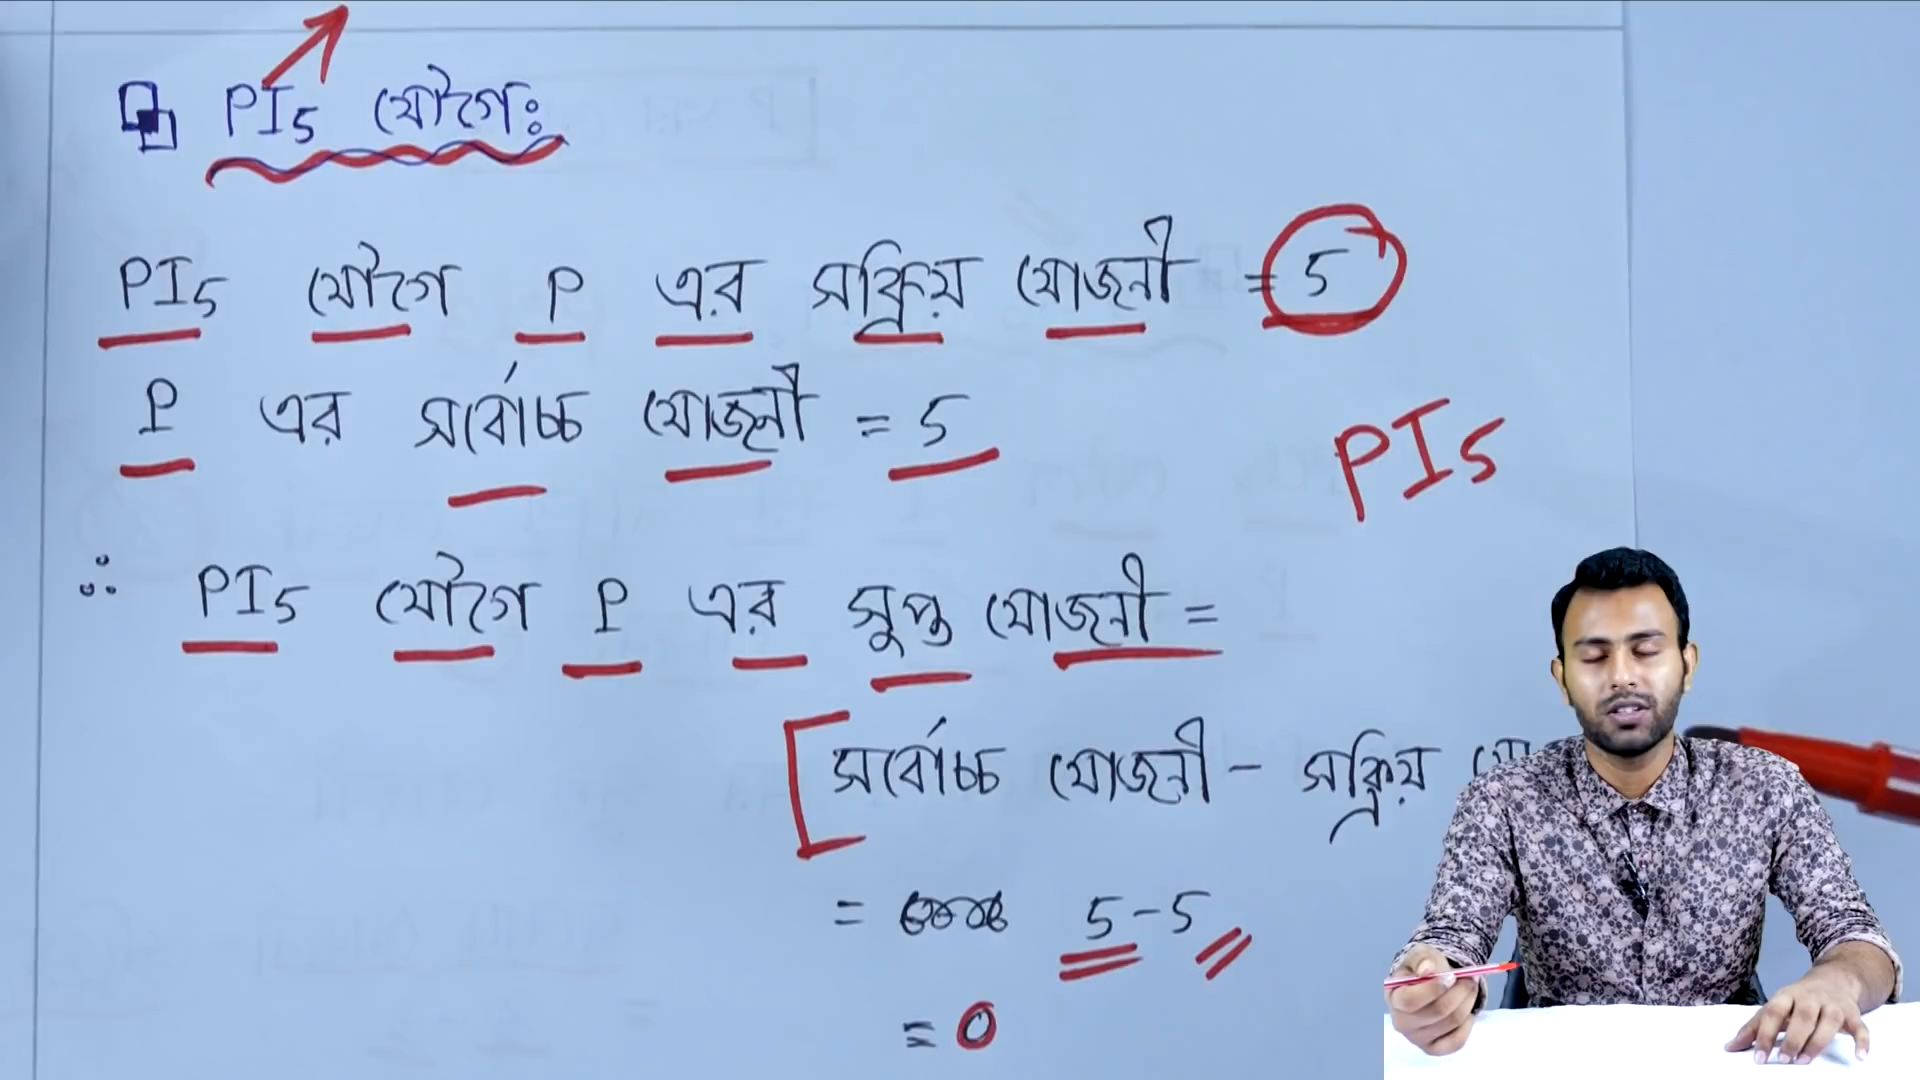 PI₅ যৌগেঃ
PI₅ যৌগে P এর সক্রিয় যোজনী = 5
P এর সর্বোচ্চ যোজনী = 5
PI₅
∴ PI₅ যৌগে P এর সুপ্ত যোজনী =
[সর্বোচ্চ যোজনী - সক্রিয়
= 5-5
= 0